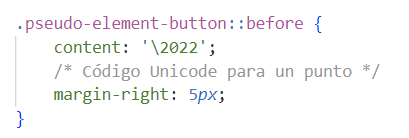 .pseudo-element-button::before {
    content: '\2022';
    /* Código Unicode para un punto */
    margin-right: 5px;
}